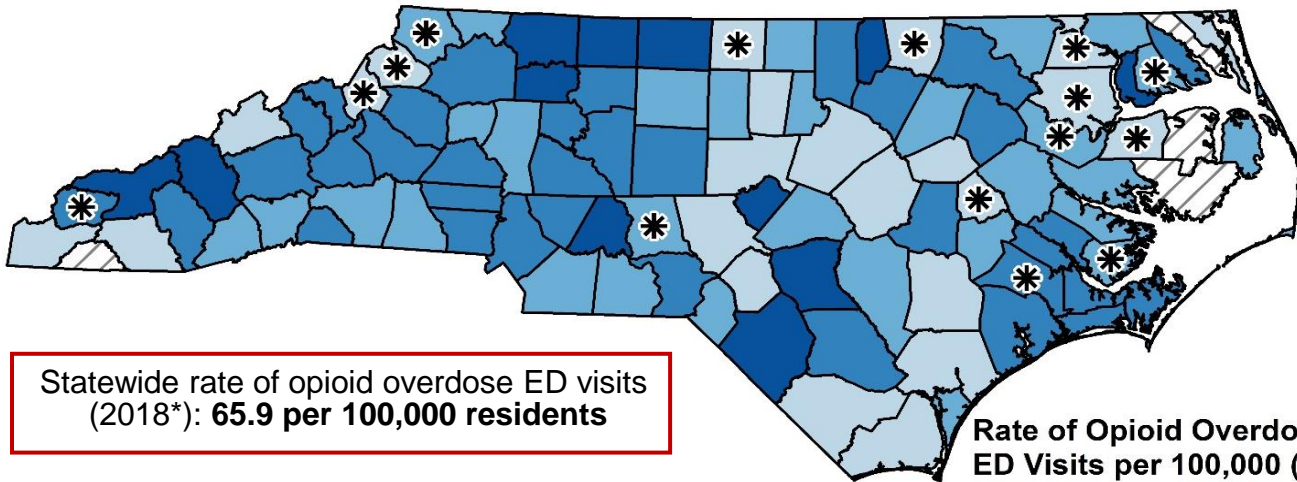 Statewide rate of opioid overdose ED visits
(2018*): 65.9 per 100,000 residents
Rate of Opioid Overdo
ED Visits per 100,000 (